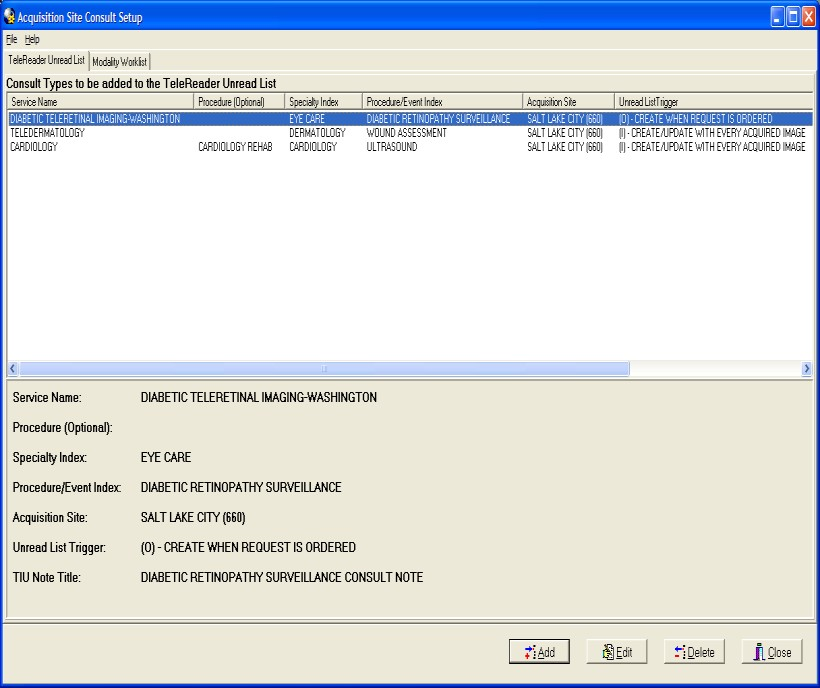 Acquisition Site Consult Setup
File Help
TeleReader Unread List Modality Worklist
Consult Types to be added to the TeleReader Unread List
Service Name Procedure (Optional) Specialty Index Procedure/Event Index Acquisition Site Unread ListTrigger
DIABETIC TELERETINAL IMAGING-WASHINGTON EYE CARE DIABETIC RETINOPATHY SURVEILLANCE SALT LAKE CITY (660) (O) - CREATE WHEN REQUEST IS ORDERED
TELEDERMATOLOGY DERMATOLOGY WOUND ASSESSMENT SALT LAKE CITY (660) (I) - CREATE/UPDATE WITH EVERY ACQUIRED IMAGE
CARDIOLOGY CARDIOLOGY REHAB CARDIOLOGY ULTRASOUND SALT LAKE CITY (660) (I) - CREATE/UPDATE WITH EVERY ACQUIRED IMAGE
Service Name: DIABETIC TELERETINAL IMAGING-WASHINGTON
Procedure (Optional):
Specialty Index: EYE CARE
Procedure/Event Index: DIABETIC RETINOPATHY SURVEILLANCE
Acquisition Site: SALT LAKE CITY (660)
Unread List Trigger: (O) - CREATE WHEN REQUEST IS ORDERED
TIU Note Title: DIABETIC RETINOPATHY SURVEILLANCE CONSULT NOTE
Add Edit Delete Close